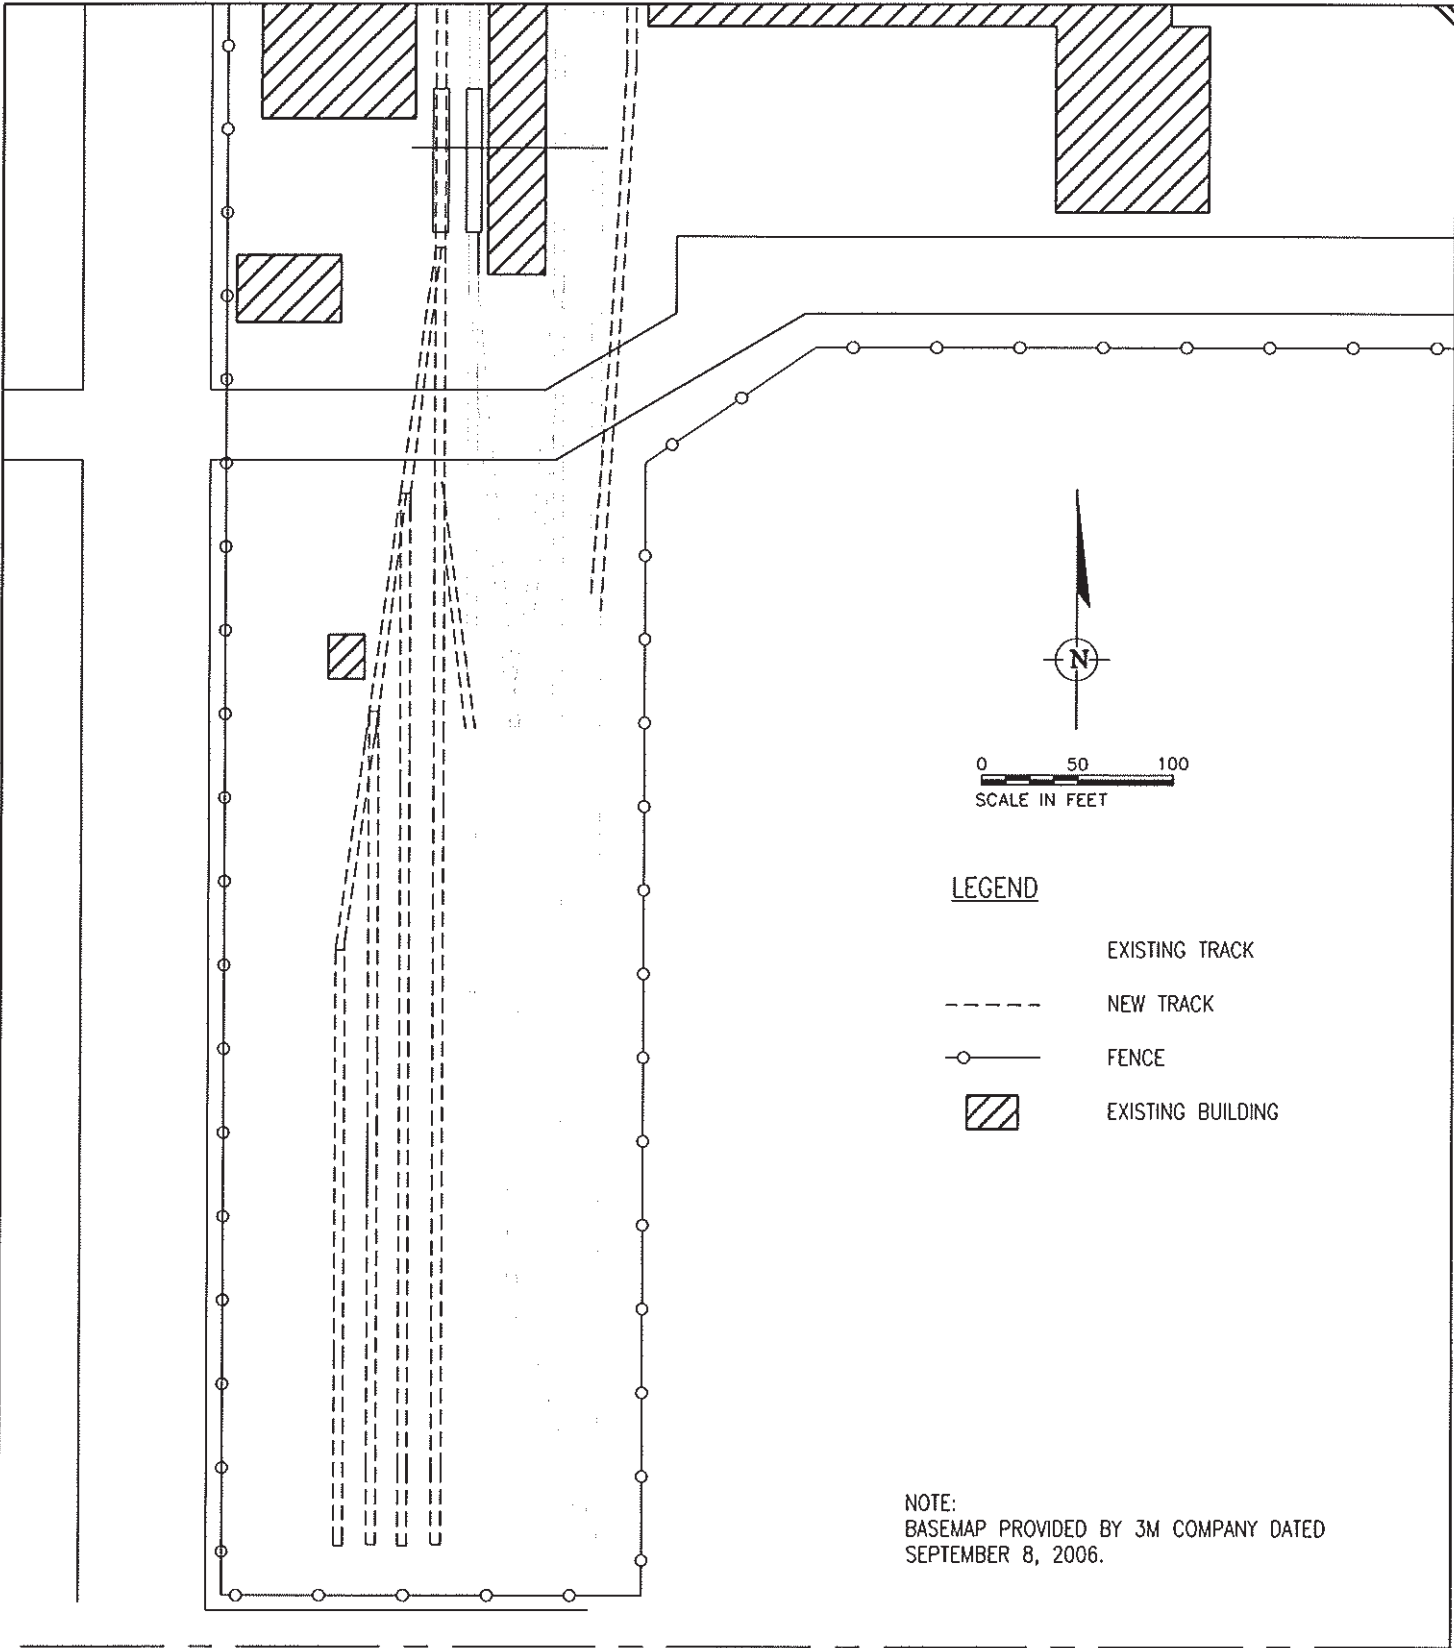 N
0 50 100
SCALE IN FEET
LEGEND
EXISTING TRACK
NEW TRACK
FENCE
EXISTING BUILDING
NOTE:
BASEMAP PROVIDED BY 3M COMPANY DATED
SEPTEMBER 8, 2006.